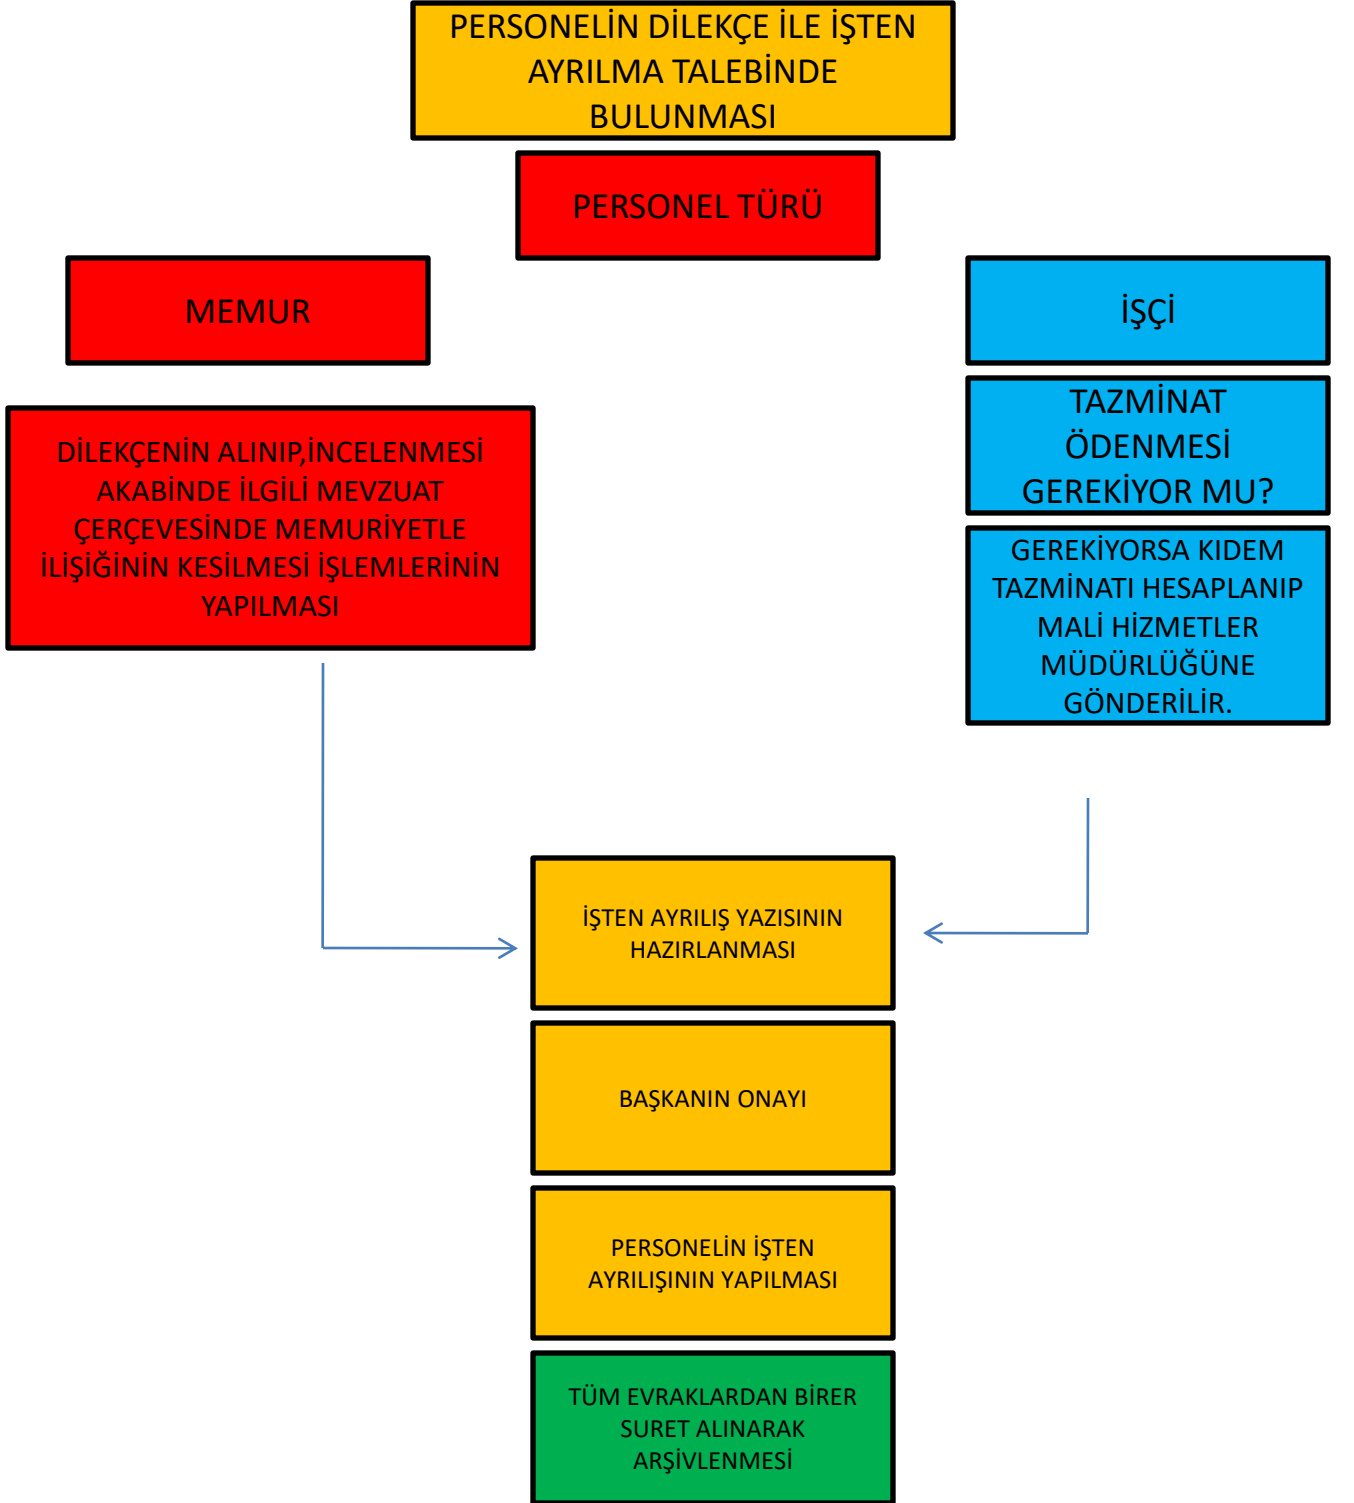 PERSONELİN DİLEKÇE İLE İŞTEN
AYRILMA TALEBİNDE
BULUNMASI
PERSONEL TÜRÜ
MEMUR
DİLEKÇENİN ALINIP,İNCELENMESİ
AKABİNDE İLGİLİ MEVZUAT
ÇERÇEVESİNDE MEMURİYETLE
İLİŞİĞİNİN KESİLMESİ İŞLEMLERİNİN
YAPILMASI
İŞÇİ
TAZMİNAT
ÖDENMESİ
GEREKİYOR MU?
GEREKİYORSA KIDEM
TAZMİNATI HESAPLANIP
MALİ HİZMETLER
MÜDÜRLÜĞÜNE
GÖNDERİLİR.
İŞTEN AYRILIŞ YAZISININ
HAZIRLANMASI
BAŞKANIN ONAYI
PERSONELİN İŞTEN
AYRILIŞININ YAPILMASI
TÜM EVRAKLARDAN BİRER
SURET ALINARAK
ARŞİVLENMESİ